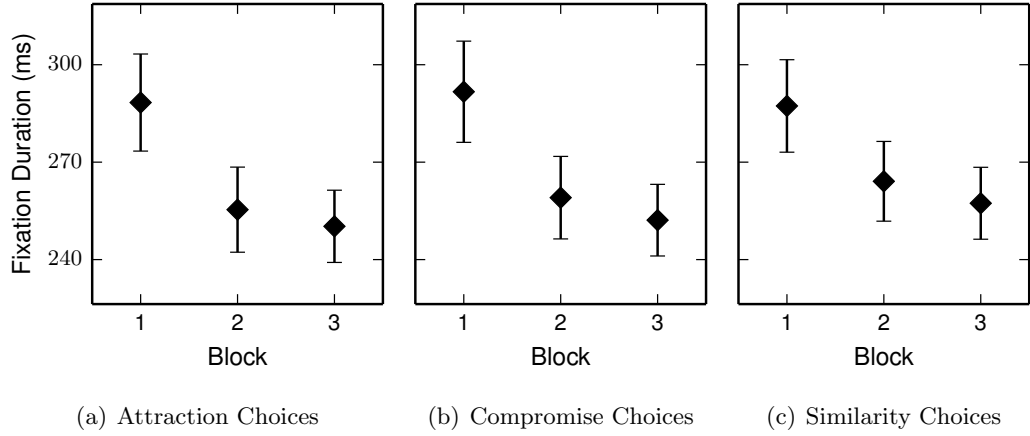 Fixation Duration (ms)
300
270
240
1 2 3
1 2 3
1 2 3
Block
Block
Block
(a) Attraction Choices
(b) Compromise Choices
(c) Similarity Choices